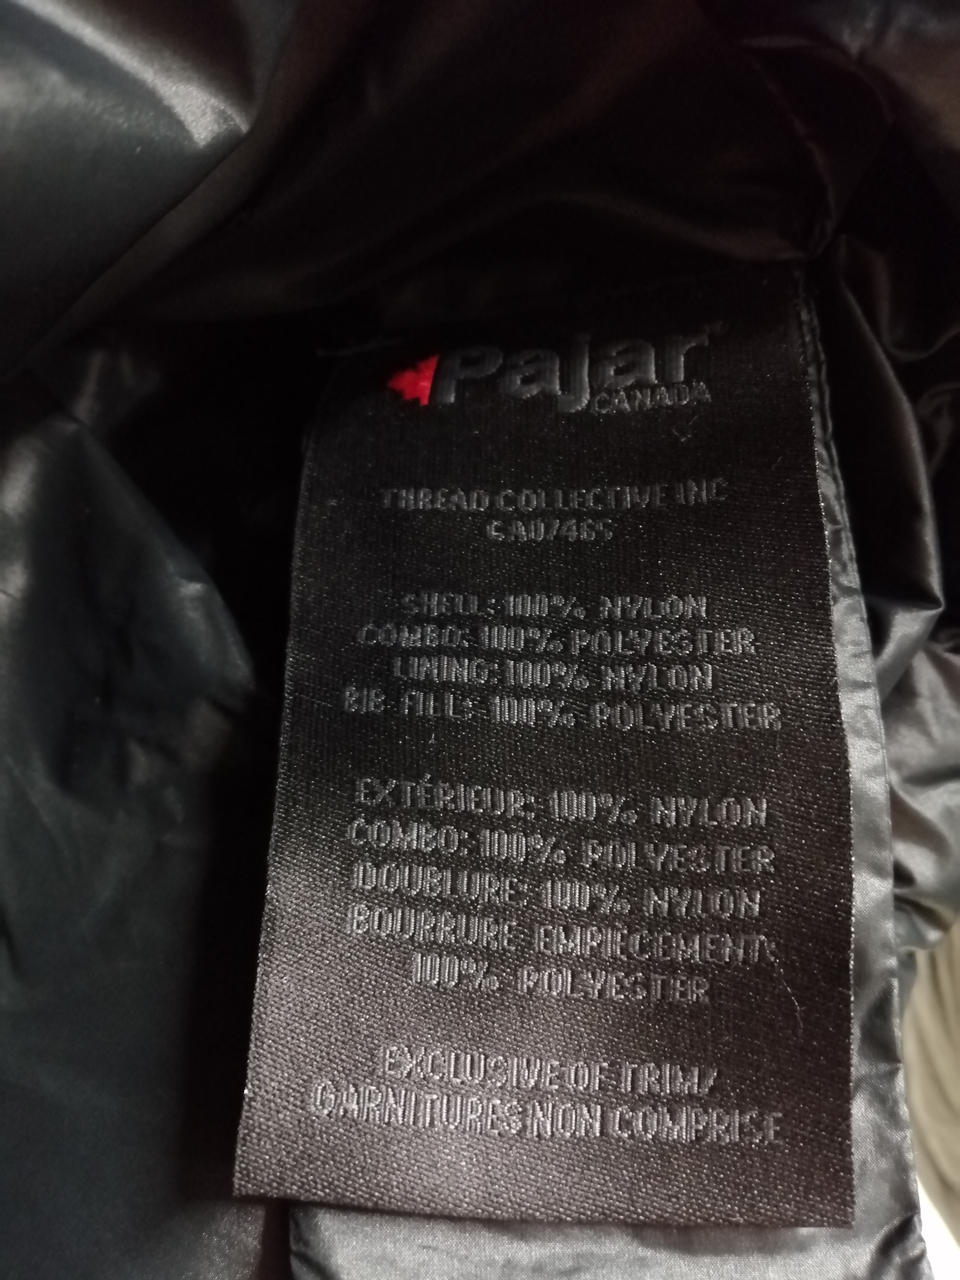 Pajar
CANADA
THREAD COLLECTIVE INC
SHELL: 100% NYLON
COMBO: 100% POLYESTER
LINING: 100% NYLON
BIB FILL: 100% POLYESTER
EXTÉRIEUR: 100% NYLON
COMBO: 100% POLYESTER
DOUBLURE: 100% NYLON
BOURRURE EMPIECEMENT:
100% POLYESTER
EXCLUSIVE OF TRIM/
GARNITURES NON COMPRISE